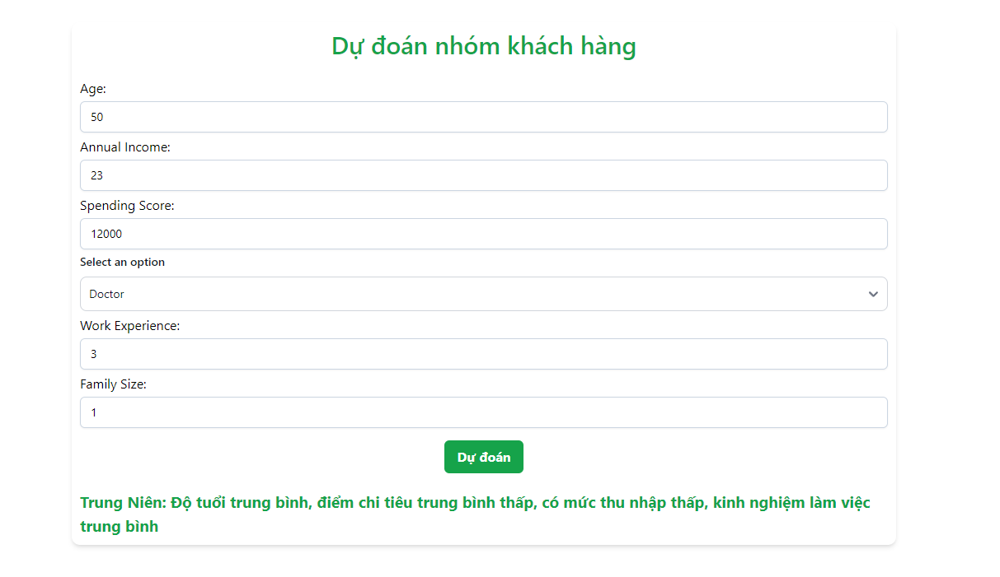 Dự đoán nhóm khách hàng
Age:
50
Annual Income:
23
Spending Score:
12000
Select an option
Doctor
Work Experience:
3
Family Size:
1
Dự đoán
Trung Niên: Độ tuổi trung bình, điểm chi tiêu trung bình thấp, có mức thu nhập thấp, kinh nghiệm làm việc
trung bình